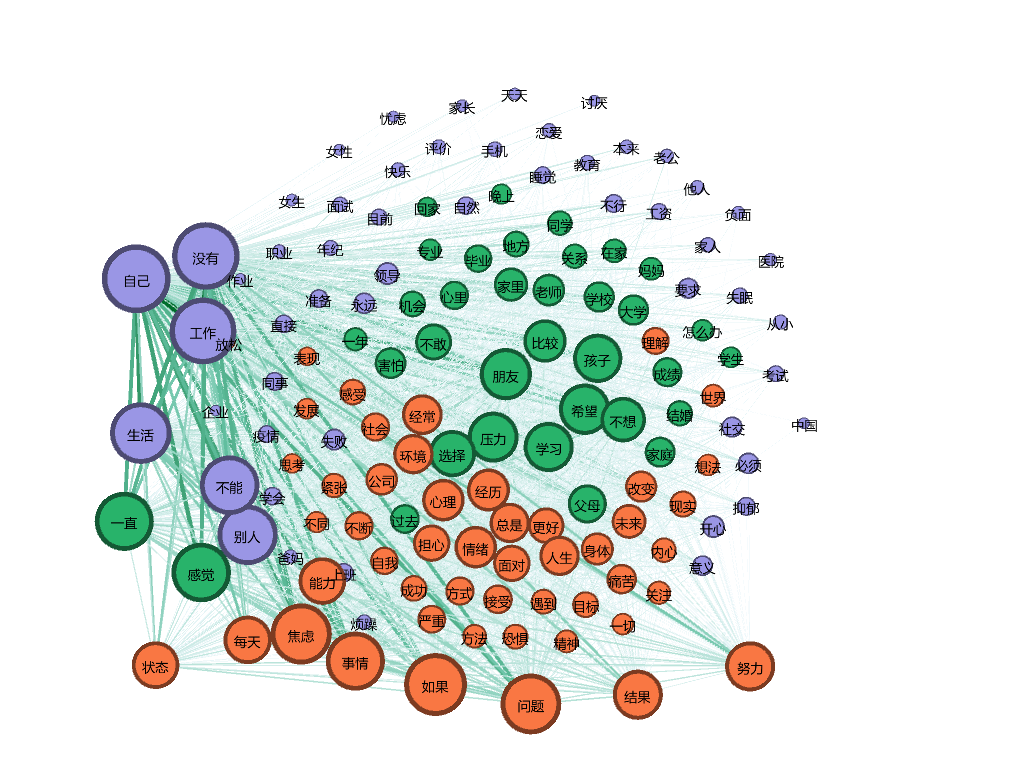 天天
讨厌
家长
忧虑
恋爱
女性
评价
手机
本来
老公
快乐
教育
睡觉
他人
晚上
女生
面试
目前
回家
自然
不行
工资
负面
同学
没有
职业
年纪
专业
毕业
地方
关系
在家
家人
医院
自己
作业
领导
妈妈
准备
永远
机会
心里
家里
老师
学校
要求
失眠
大学
从小
直接
工作
放松
一年
不敢
比较
理解
怎么办
表现
害怕
朋友
孩子
成绩
学生
考试
同事
感受
世界
发展
企业
经常
希望
不想
结婚
中国
生活
疫情
失败
社会
压力
学习
社交
环境
选择
家庭
思考
想法
必须
不能
学会
紧张
公司
心理
经历
改变
父母
现实
抑郁
一直
不同
不断
过去
总是
更好
未来
开心
别人
担心
情绪
人生
身体
内心
爸妈
自我
面对
意义
感觉
能力
上班
痛苦
成功
方式
接受
遇到
目标
关注
焦虑
烦躁
严重
一切
每天
方法
恐惧
精神
状态
事情
努力
如果
结果
问题